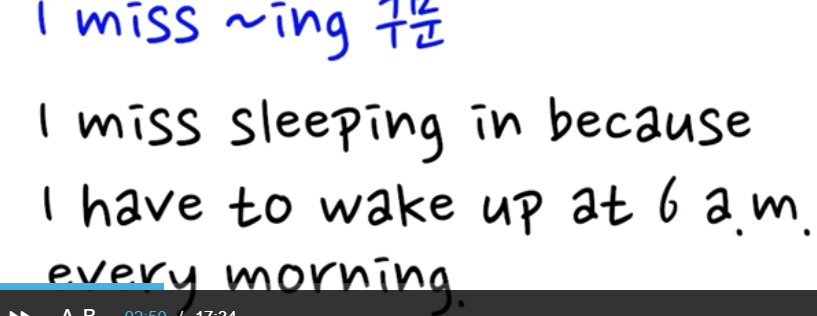 I miss ~ing 구문
I miss sleeping in because
I have to wake up at 6 a.m.
every morning.
A B 02:50 / 17:34